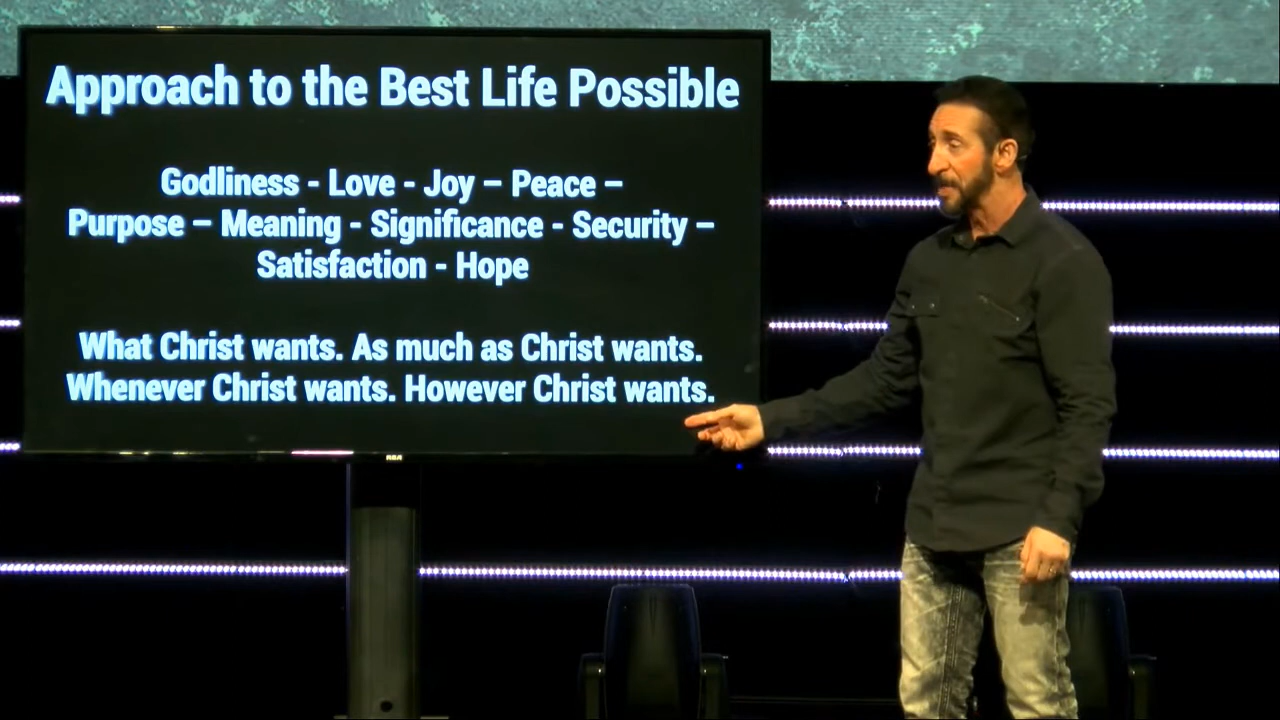 Approach to the Best Life Possible
Godliness - Love - Joy – Peace –
Purpose – Meaning - Significance - Security –
Satisfaction - Hope
What Christ wants. As much as Christ wants.
Whenever Christ wants. However Christ wants.
RCA